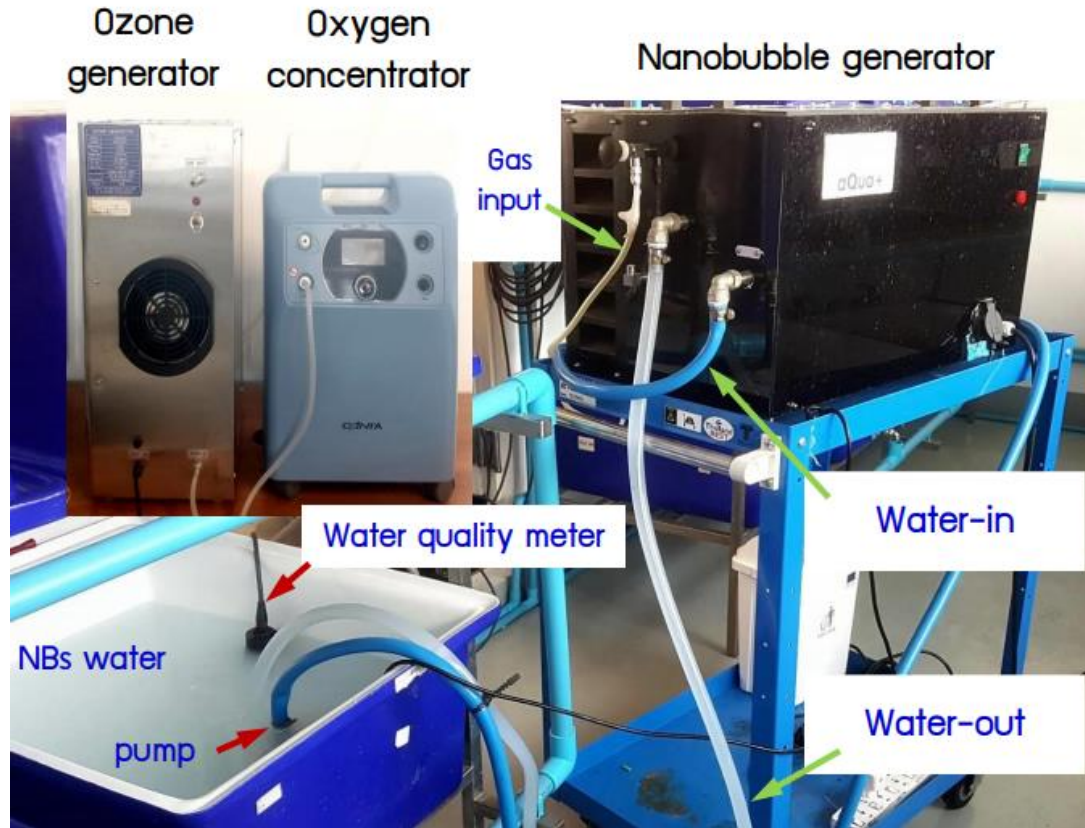 Ozone
generator
Oxygen
concentrator
Nanobubble generator
Gas
input
aQua+
Water-in
Water quality meter
NBs water
pump
Water-out